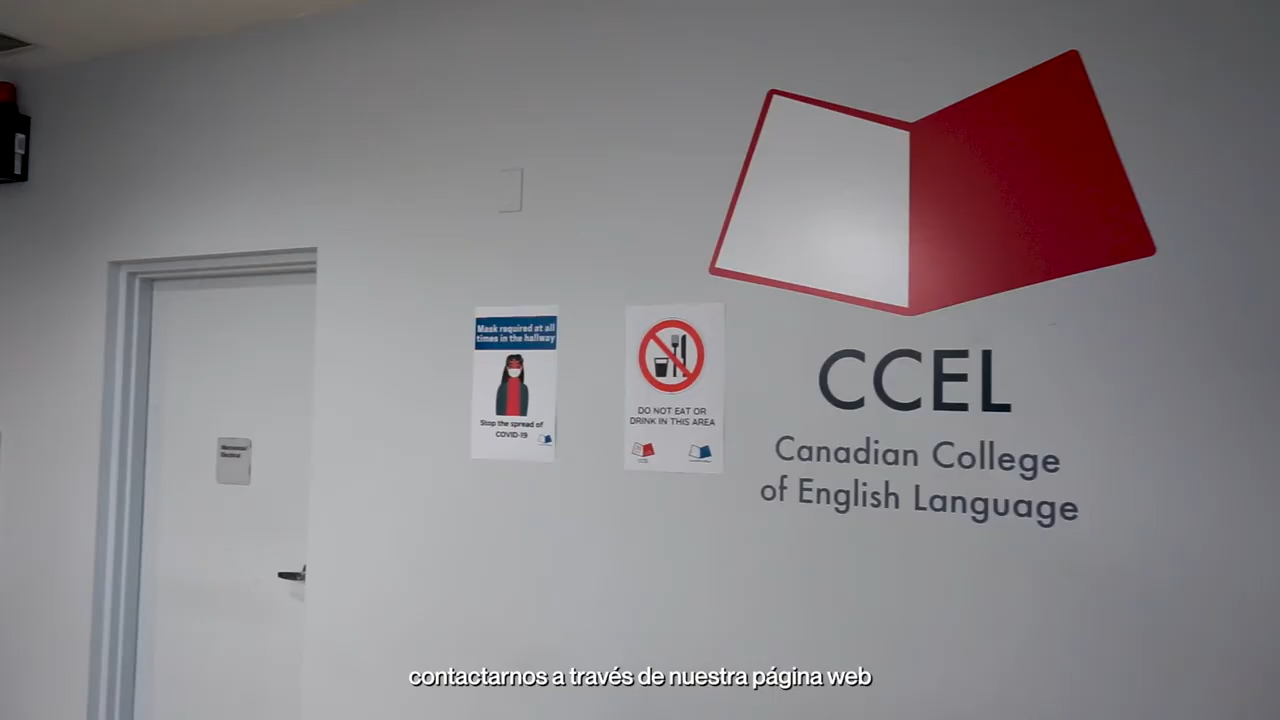 CCEL
Canadian College
of English Language
Mask required at all
times in the hallway
Stop the spread of
COVID-19
DO NOT EAT OR
DRINK IN THIS AREA
contactarnos a través de nuestra página web